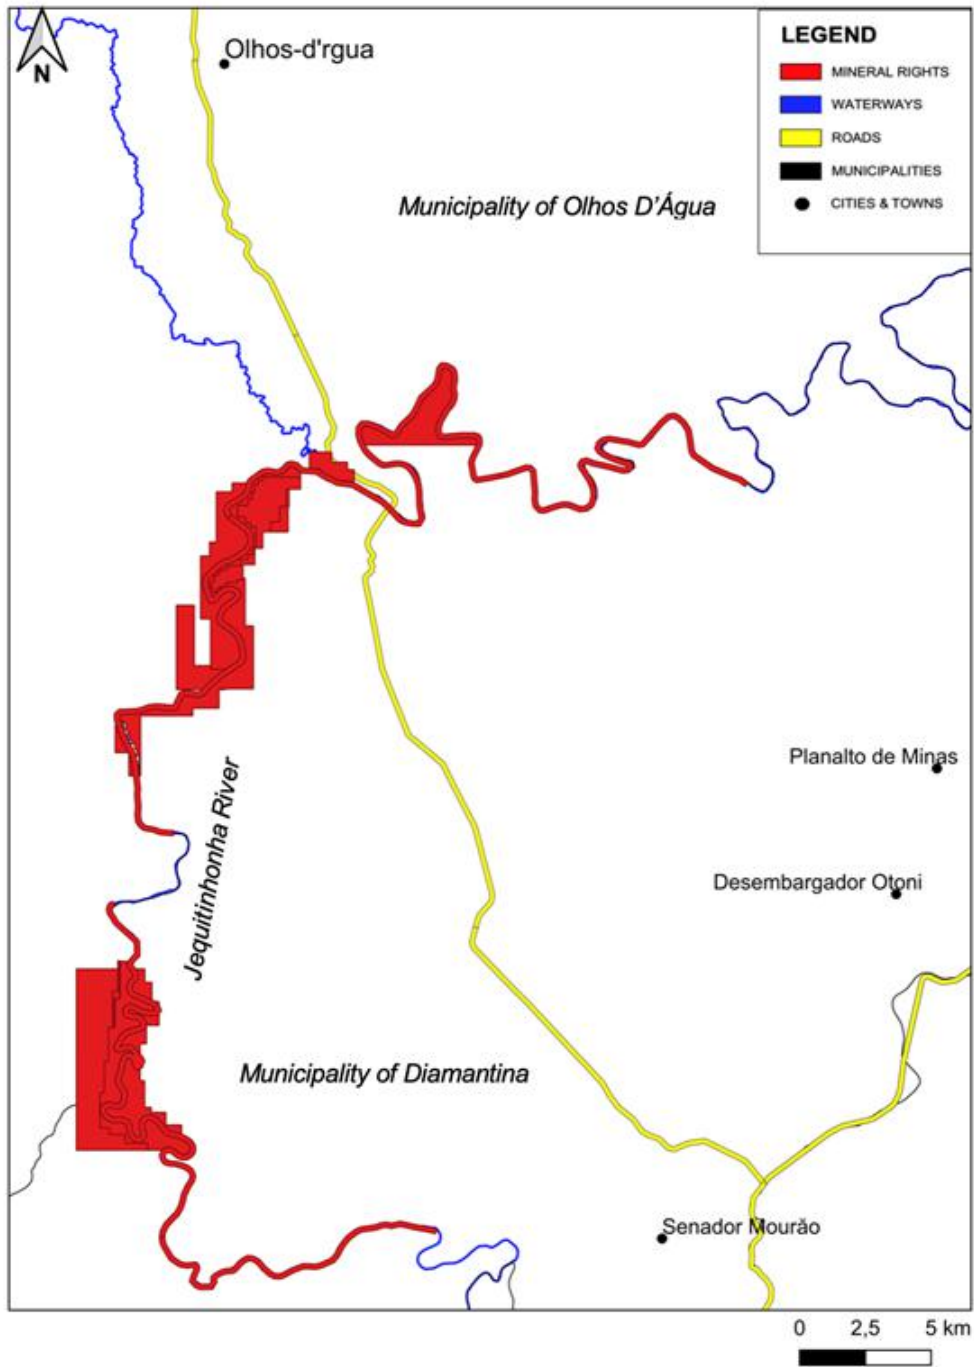 N
Olhos-d'rgua
LEGEND
MINERAL RIGHTS
WATERWAYS
ROADS
MUNICIPALITIES
CITIES & TOWNS
Municipality of Olhos D'Água
Planalto de Minas
Jequitinhonha River
Desembargador Otoni
Municipality of Diamantina
Senador Mourão
0 2,5 5 km